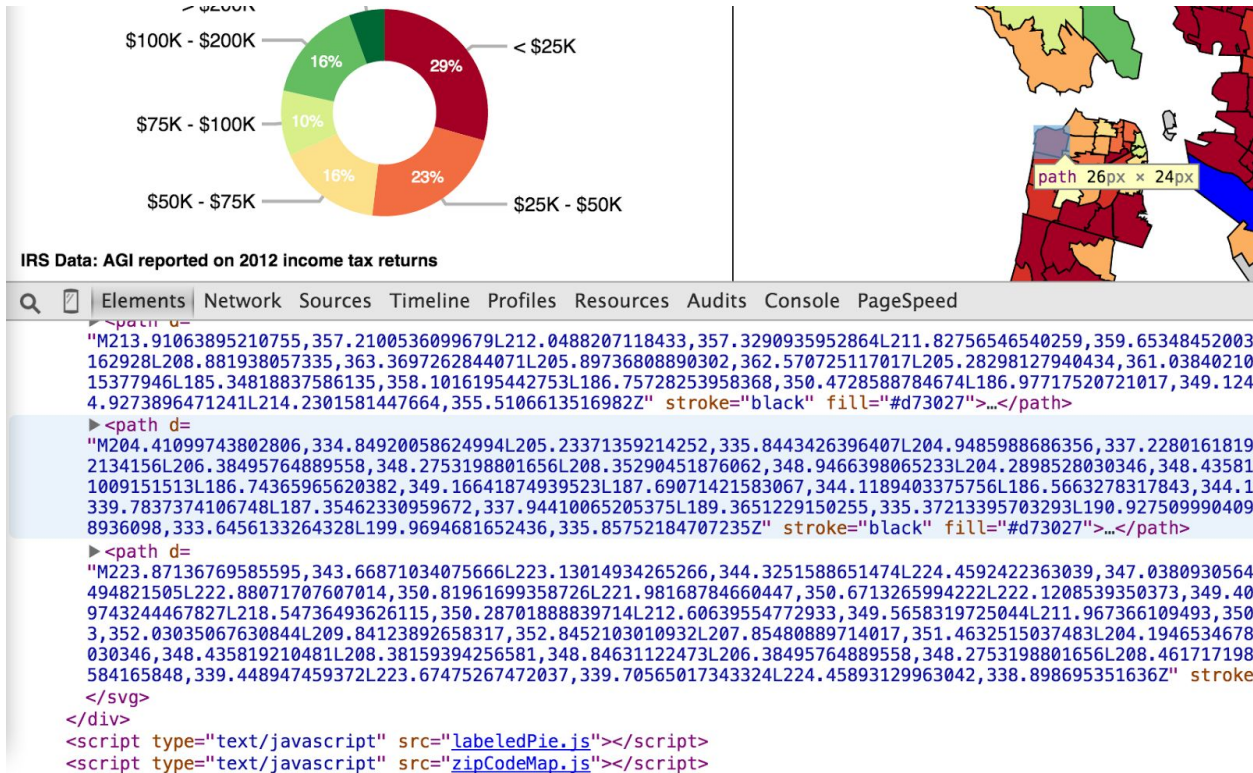 > $200K
$100K - $200K
16%
29%
< $25K
$75K - $100K
10%
16%
23%
$50K - $75K
$25K - $50K
path 26px × 24px
IRS Data: AGI reported on 2012 income tax returns
Elements Network Sources Timeline Profiles Resources Audits Console PageSpeed
▶<path d=
"M213.91063895210755,357.2100536099679L212.0488207118433,357.3290935952864L211.82756546540259,359.65348452003
162928L208.881938057335,363.3697262844071L205.89736808890302,362.570725117017L205.28298127940434,361.03840210
15377946L185.34818837586135,358.1016195442753L186.75728253958368,350.4728588784674L186.97717520721017,349.124
4.9273896471241L214.2301581447664,355.5106613516982Z" stroke="black" fill="#d73027">…</path>
▶<path d=
"M204.41099743802806,334.84920058624994L205.23371359214252,335.8443426396407L204.9485988686356,337.2280161819
2134156L206.38495764889558,348.2753198801656L208.35290451876062,348.9466398065233L204.2898528030346,348.43581
1009151513L186.74365965620382,349.16641874939523L187.69071421583067,344.1189403375756L186.5663278317843,344.1
339.7837374106748L187.35462330959672,337.94410065205375L189.3651229150255,335.37213395703293L190.927509990409
8936098,333.6456133264328L199.9694681652436,335.85752184707235Z" stroke="black" fill="#d73027">…</path>
▶<path d=
"M223.87136769585595,343.66871034075666L223.13014934265266,344.3251588651474L224.4592422363039,347.0380930564
494821505L222.88071707607014,350.81961699358726L221.98168784660447,350.6713265994222L222.1208539350373,349.40
9743244467827L218.54736493626115,350.28701888839714L212.60639554772933,349.5658319725044L211.967366109493,350
3,352.03035067630844L209.84123892658317,352.8452103010932L207.85480889714017,351.4632515037483L204.1946534678
030346,348.435819210481L208.38159394256581,348.84631122473L206.38495764889558,348.2753198801656L208.461717198
584165848,339.448947459372L223.67475267472037,339.70565017343324L224.45893129963042,338.898695351636Z" stroke
</svg>
</div>
<script type="text/javascript" src="labeledPie.js"></script>
<script type="text/javascript" src="zipCodeMap.js"></script>